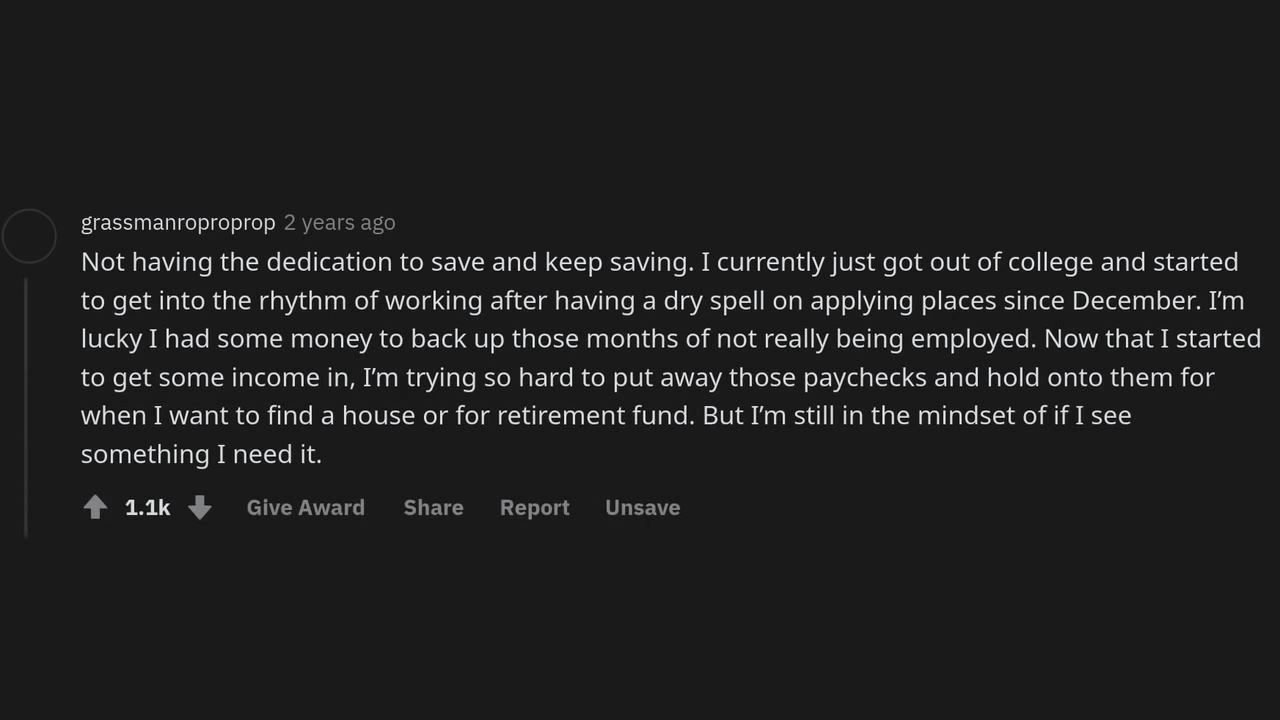 grassmanroproprop 2 years ago
Not having the dedication to save and keep saving. I currently just got out of college and started
to get into the rhythm of working after having a dry spell on applying places since December. I’m
lucky I had some money to back up those months of not really being employed. Now that I started
to get some income in, I’m trying so hard to put away those paychecks and hold onto them for
when I want to find a house or for retirement fund. But I’m still in the mindset of if I see
something I need it.
1.1k Give Award Share Report Unsave